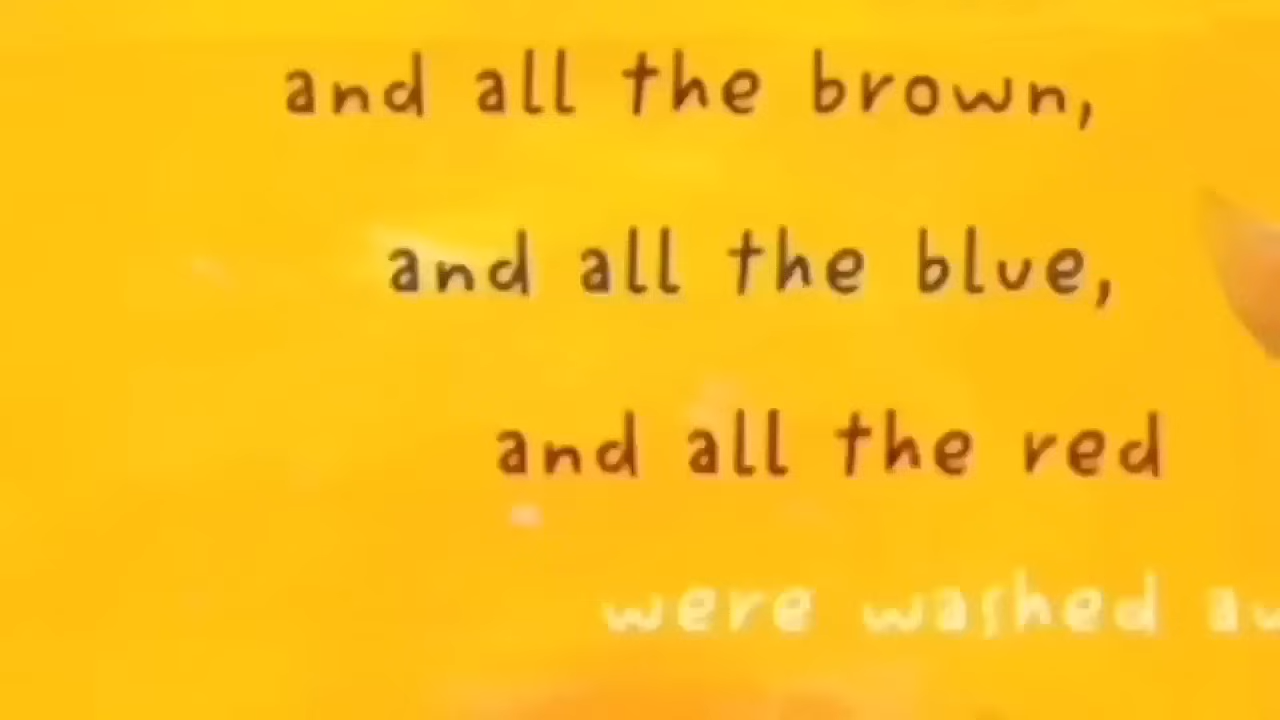 and all the brown,
and all the blue,
and all the red
were washed